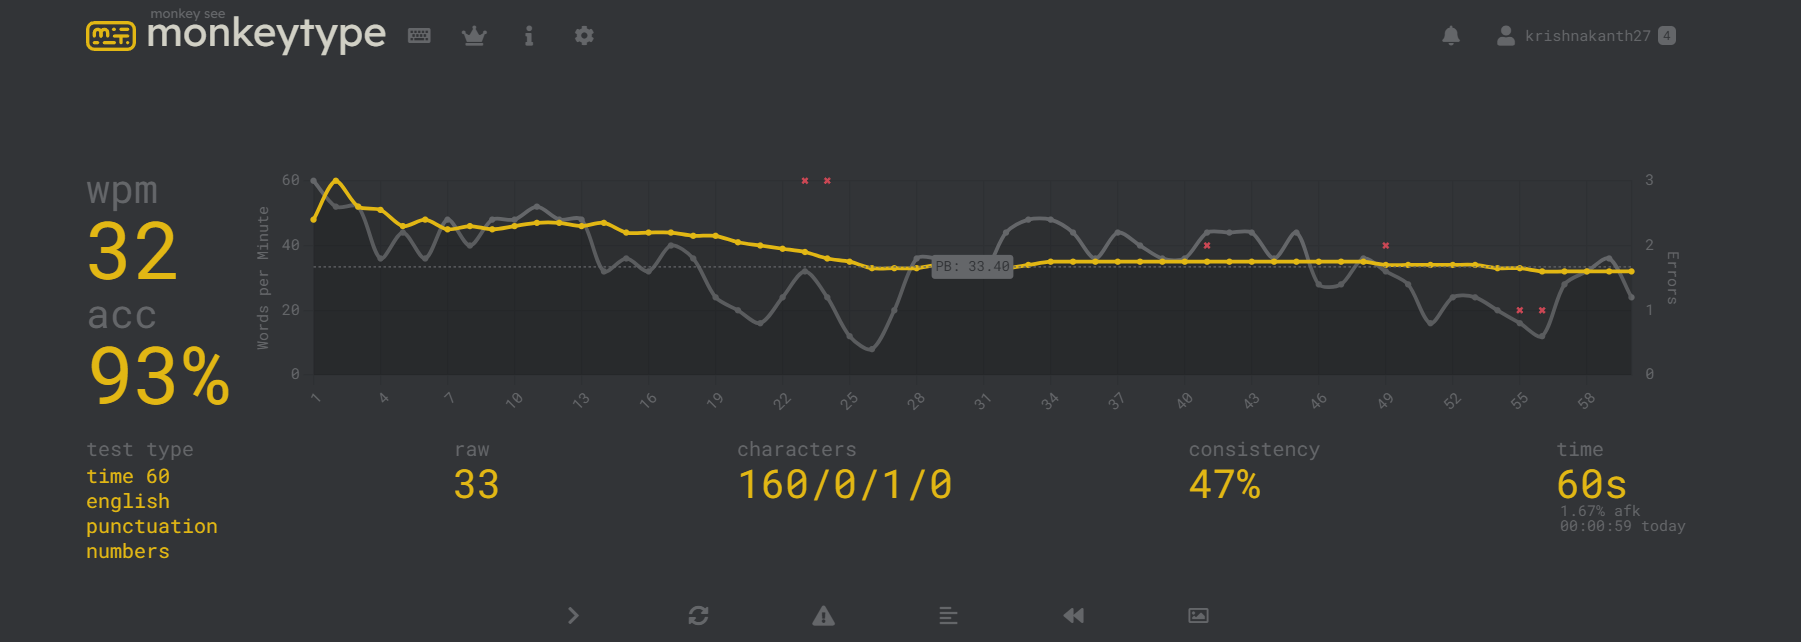 monkey see
monkeytype
krishnakanth27 4
wpm
32
acc
93%
Words per Minute
60
40
20
0
PB: 33.40
3
2
1
0
Errors
1 4 7 10 13 16 19 22 25 28 31 34 37 40 43 46 49 52 55 58
test type
time 60
english
punctuation
numbers
raw
33
characters
160/0/1/0
consistency
47%
time
60s
1.67% afk
00:00:59 today